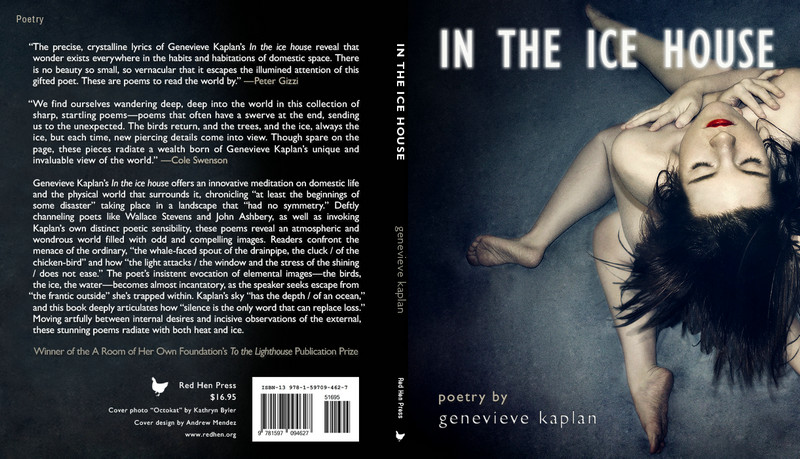 Poetry
“The precise, crystalline lyrics of Genevieve Kaplan’s In the ice house reveal that
wonder exists everywhere in the habits and habitations of domestic space. There
is no beauty so small, so vernacular that it escapes the illumined attention of this
gifted poet. These are poems to read the world by.” —Peter Gizzi
“We find ourselves wandering deep, deep into the world in this collection of
sharp, startling poems—poems that often have a swerve at the end, sending
us to the unexpected. The birds return, and the trees, and the ice, always the
ice, but each time, new piercing details come into view. Though spare on the
page, these pieces radiate a wealth born of Genevieve Kaplan’s unique and
invaluable view of the world.” —Cole Swenson
Genevieve Kaplan’s In the ice house offers an innovative meditation on domestic life
and the physical world that surrounds it, chronicling “at least the beginnings of
some disaster” taking place in a landscape that “had no symmetry.” Deftly
channeling poets like Wallace Stevens and John Ashbery, as well as invoking
Kaplan’s own distinct poetic sensibility, these poems reveal an atmospheric and
wondrous world filled with odd and compelling images. Readers confront the
menace of the ordinary, “the whale-faced spout of the drainpipe, the cluck / of the
chicken-bird” and how “the light attacks / the window and the stress of the shining
/ does not ease.” The poet’s insistent evocation of elemental images—the birds,
the ice, the water—becomes almost incantatory, as the speaker seeks escape from
“the frantic outside” she’s trapped within. Kaplan’s sky “has the depth / of an ocean,”
and this book deeply articulates how “silence is the only word that can replace loss.”
Moving artfully between internal desires and incisive observations of the external,
these stunning poems radiate with both heat and ice.
Winner of the A Room of Her Own Foundation’s To the Lighthouse Publication Prize
Red Hen Press
$16.95
Cover photo “Octokat” by Kathryn Byler
Cover design by Andrew Mendez
www.redhen.org
ISBN-13 978-1-59709-462-7
51695
9 781597 094627
IN THE ICE HOUSE
genevieve kaplan
Red Hen Press
IN THE ICE HOUSE
poetry by
genevieve kaplan